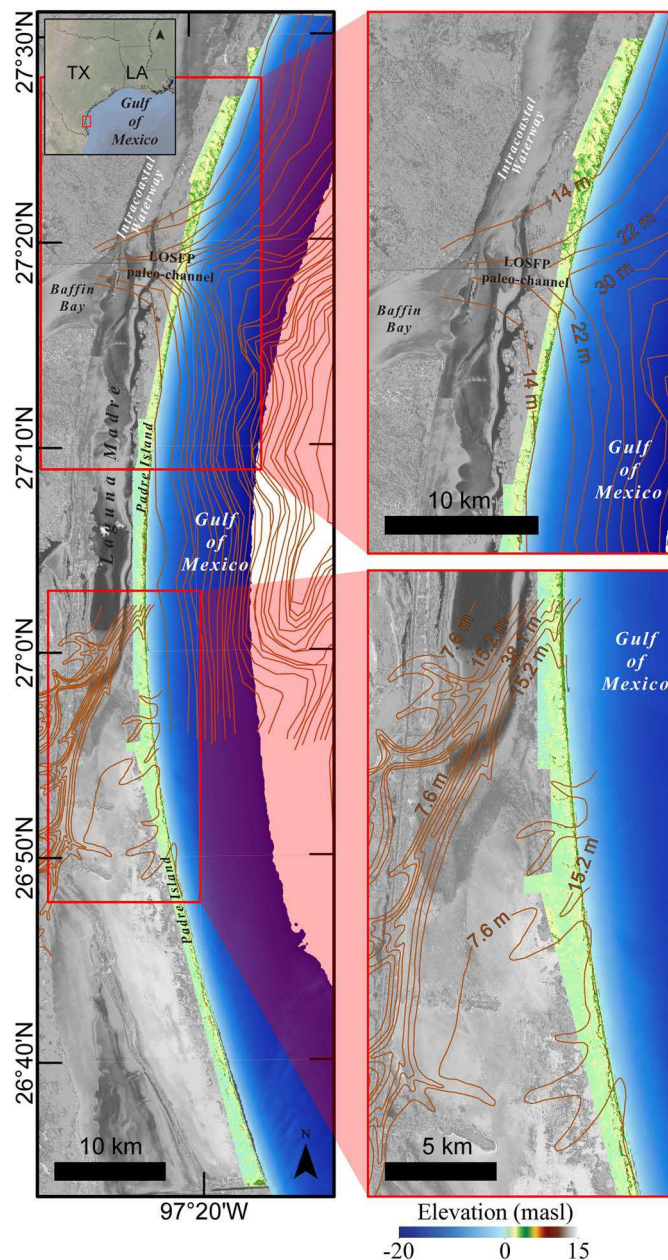 27°30'N
27°20'N
27°10'N
27°0'N
26°50'N
26°40'N
97°20'W
TX
LA
Gulf
of
Mexico
Intracoastal
Waterway
LOSFP
paleo-channel
Baffin
Bay
Laguna Madre
Padre Island
Gulf
of
Mexico
Padre Island
10 km
N
Intracoastal
Waterway
14 m
22 m
LOSFP
paleo-channel
30 m
Baffin
Bay
22 m
14 m
Gulf
of
Mexico
10 km
7.6 m
15.2 m
38.1 m
15.2 m
Gulf
of
Mexico
7.6 m
15.2 m
7.6 m
5 km
Elevation (masl)
-20
0
15